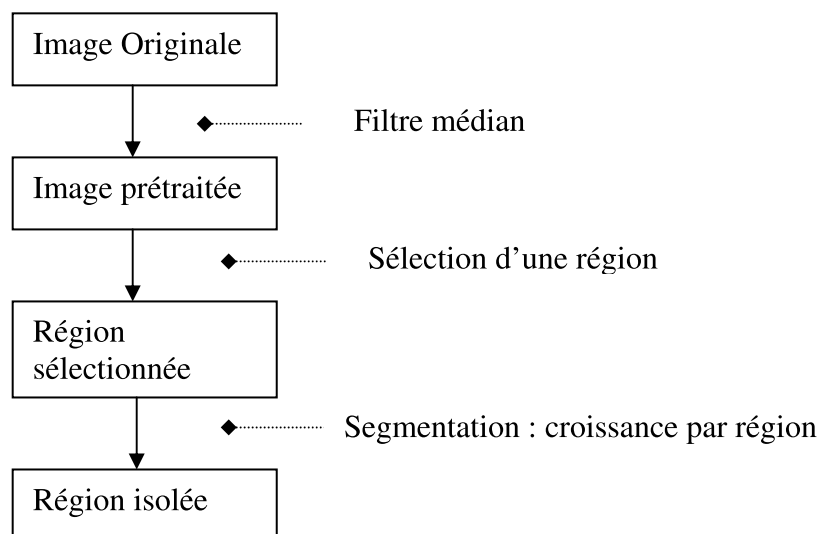 Image Originale
Filtre médian
Image prétraitée
Sélection d’une région
Région
sélectionnée
Segmentation : croissance par région
Région isolée